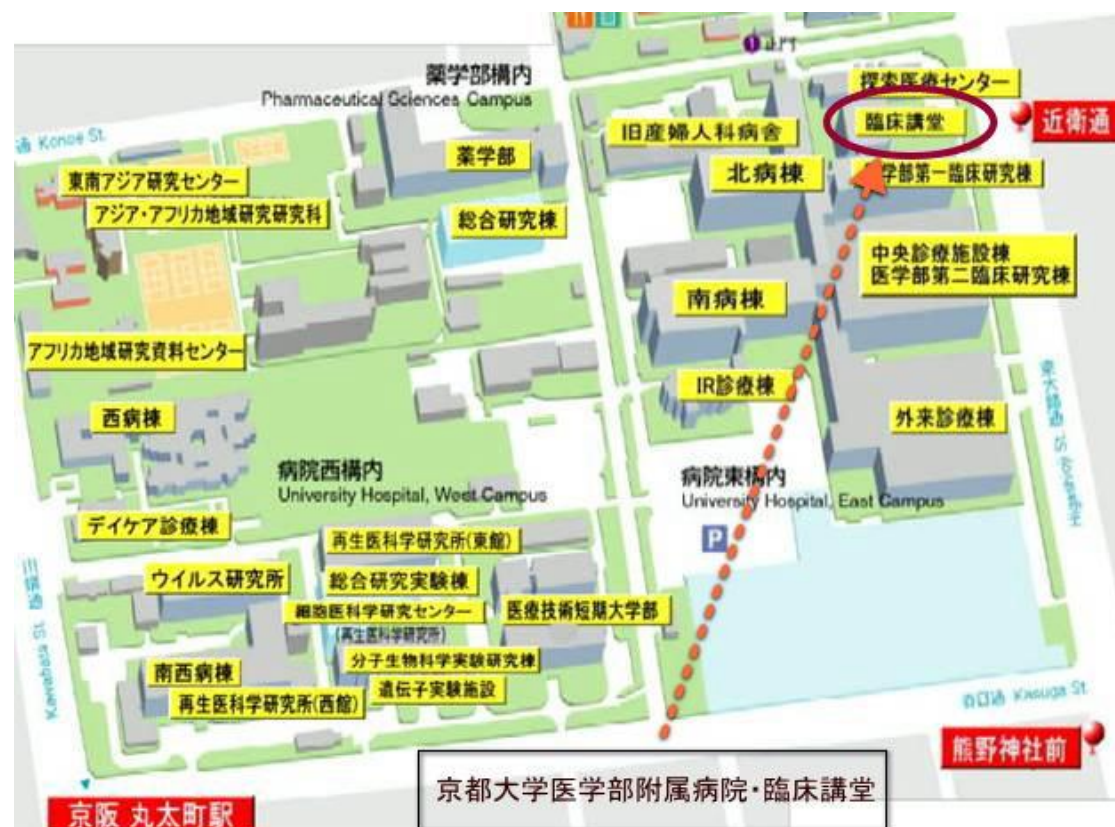 薬学部構内
Pharmaceutical Sciences Campus
通 Konoe St.
探索医療センター
臨床講堂
近衛通
旧産婦人科病舎
薬学部
北病棟
学部第一臨床研究棟
東南アジア研究センター
アジア・アフリカ地域研究研究科
総合研究棟
中央診療施設棟
医学部第二臨床研究棟
南病棟
アフリカ地域研究資料センター
IR診療棟
西病棟
外来診療棟
病院西構内
University Hospital, West Campus
病院東構内
University Hospital, East Campus
P
デイケア診療棟
再生医科学研究所(東館)
ウイルス研究所
総合研究実験棟
細胞医科学研究センター
(再生医科学研究所)
医療技術短期大学部
分子生物科学実験研究棟
南西病棟
遺伝子実験施設
再生医科学研究所(西館)
Kasuga St
熊野神社前
京都大学医学部附属病院・臨床講堂
京阪 丸太町駅